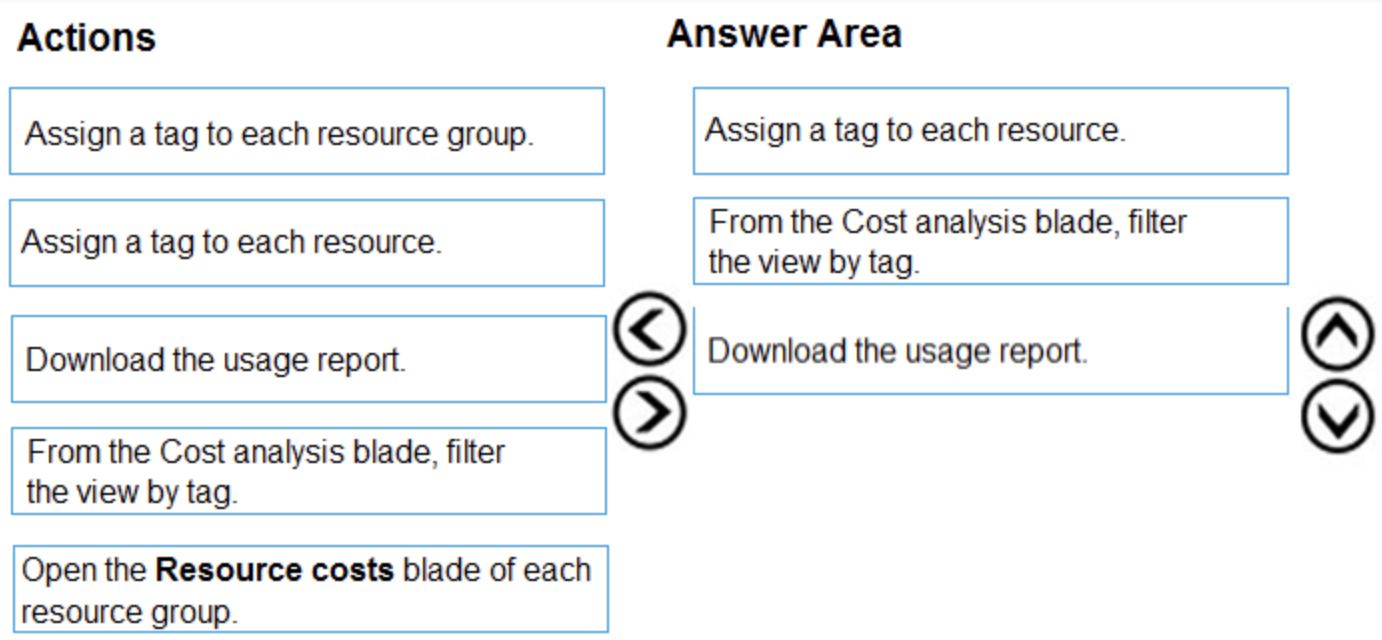 Actions
Assign a tag to each resource group.
Assign a tag to each resource.
Download the usage report.
From the Cost analysis blade, filter
the view by tag.
Open the Resource costs blade of each
resource group.
Answer Area
Assign a tag to each resource.
From the Cost analysis blade, filter
the view by tag.
Download the usage report.